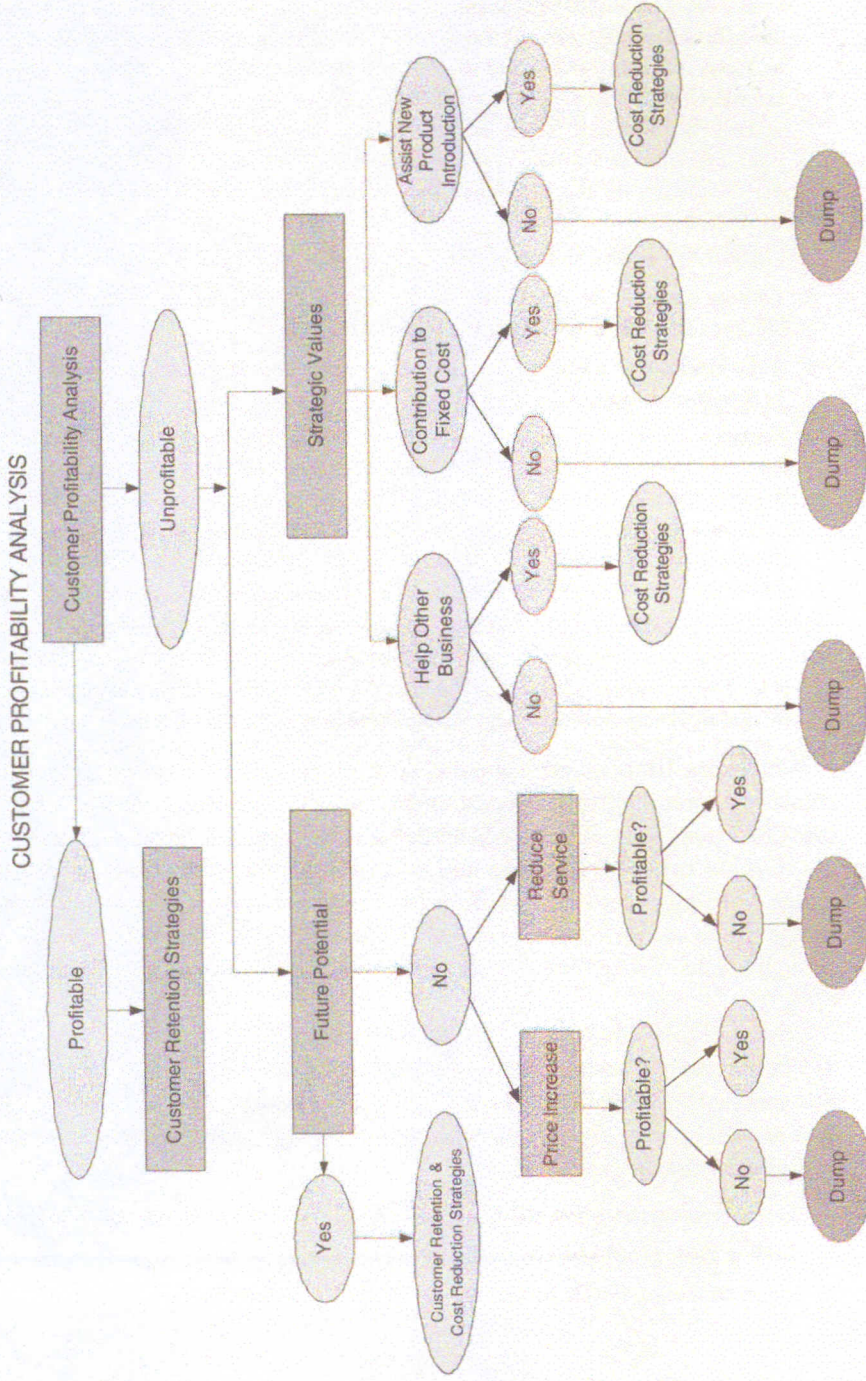 CUSTOMER PROFITABILITY ANALYSIS
Customer Profitability Analysis
Profitable
Unprofitable
Customer Retention Strategies
Future Potential
Strategic Values
Yes
No
Customer Retention &
Cost Reduction Strategies
Help Other
Business
Contribution to
Fixed Cost
Assist New
Product
Introduction
Price Increase
Reduce
Service
No
Yes
No
Yes
No
Yes
Profitable?
Profitable?
Cost Reduction
Strategies
Cost Reduction
Strategies
Cost Reduction
Strategies
No
Yes
No
Yes
Dump
Dump
Dump
Dump
Dump